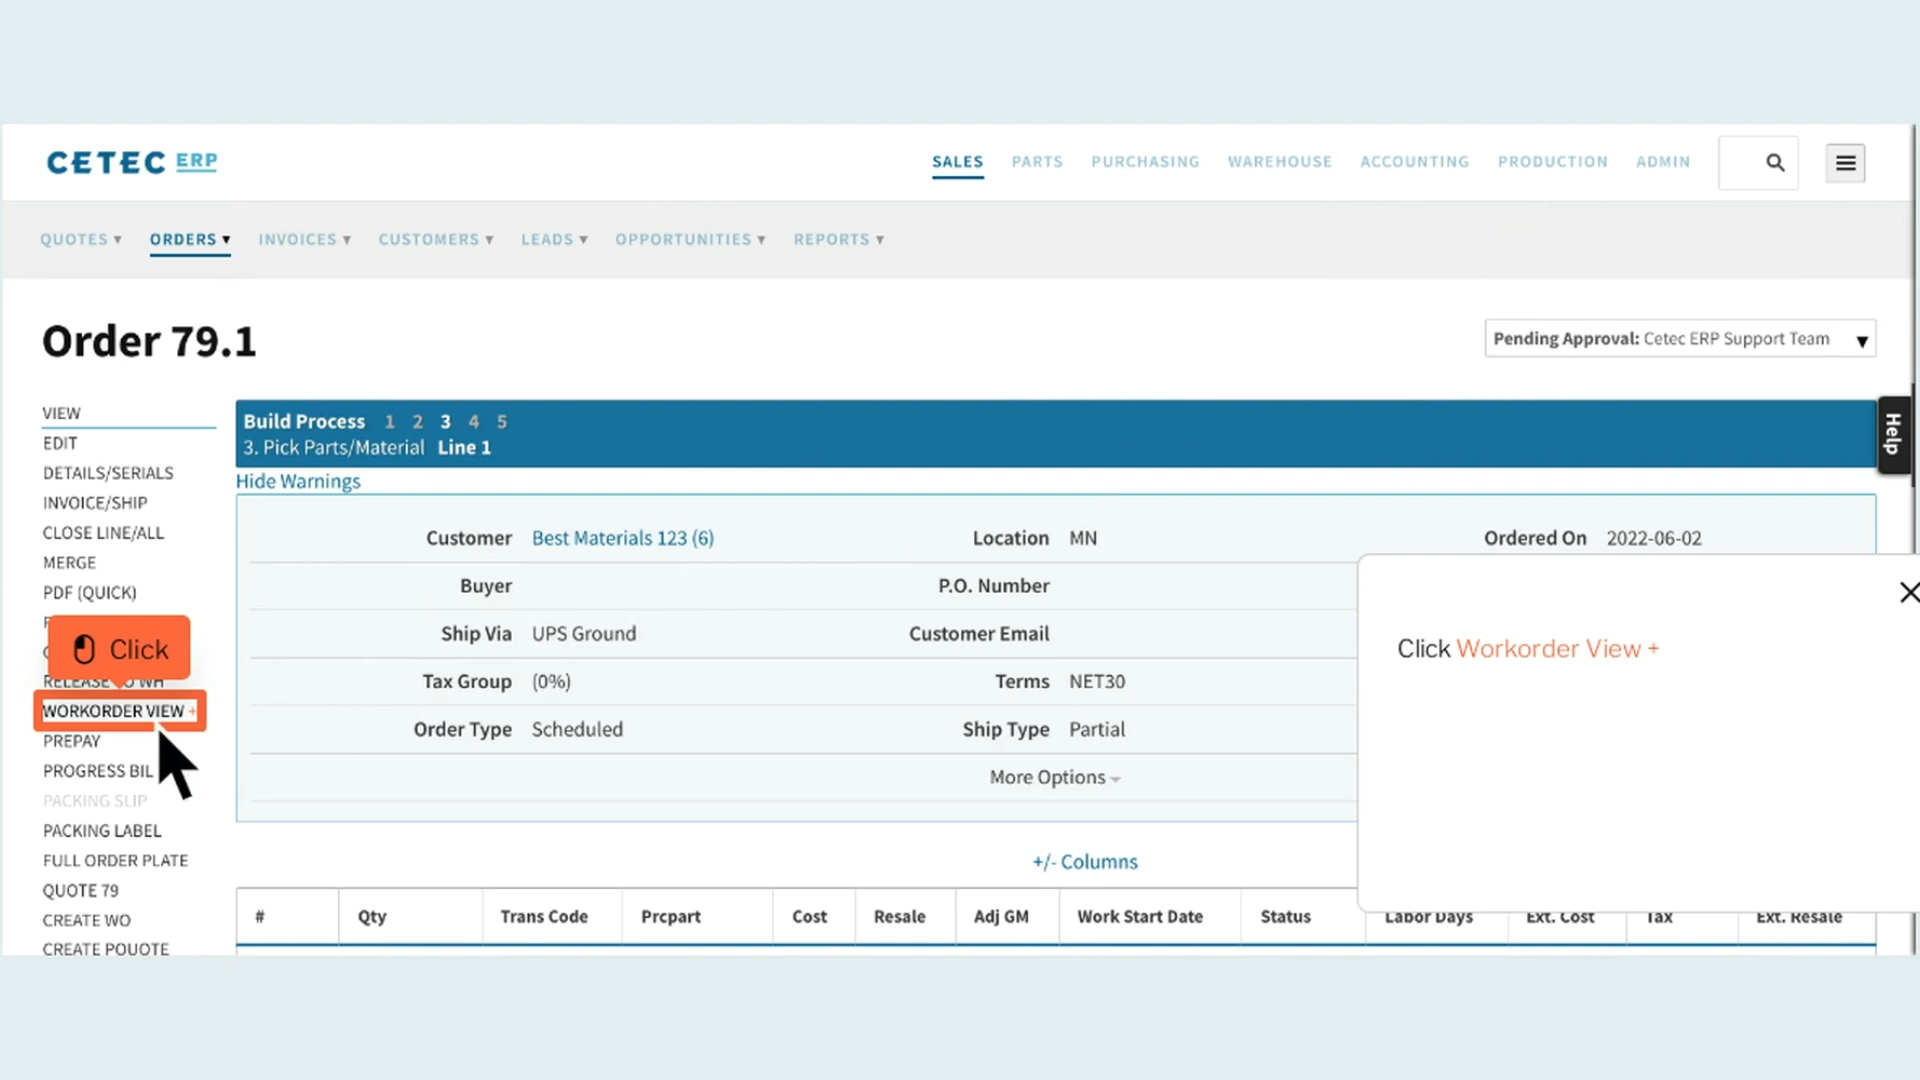 CETEC ERP
SALES PARTS PURCHASING WAREHOUSE ACCOUNTING PRODUCTION ADMIN
QUOTES ▾ ORDERS ▾ INVOICES ▾ CUSTOMERS ▾ LEADS ▾ OPPORTUNITIES ▾ REPORTS ▾
Order 79.1
Pending Approval: Cetec ERP Support Team
VIEW
EDIT
DETAILS/SERIALS
INVOICE/SHIP
CLOSE LINE/ALL
MERGE
PDF (QUICK)
Click
WORKORDER VIEW +
PREPAY
PROGRESS BIL
PACKING SLIP
PACKING LABEL
FULL ORDER PLATE
QUOTE 79
CREATE WO
CREATE PQUOTE
Build Process 1 2 3 4 5
3. Pick Parts/Material Line 1
Hide Warnings
Customer Best Materials 123 (6) Location MN Ordered On 2022-06-02
Buyer P.O. Number
Ship Via UPS Ground Customer Email
Tax Group (0%) Terms NET30
Order Type Scheduled Ship Type Partial
More Options
+/- Columns
# Qty Trans Code Prcpart Cost Resale Adj GM Work Start Date Status Labor Days Ext. Cost Tax Ext. Resale
Help
Click Workorder View +